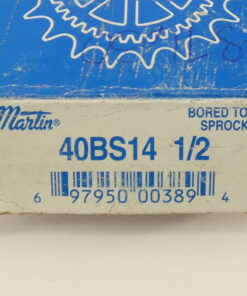 Martin®
BORED TO
SPROCK
40BS14 1/2
6 97950 00389 4